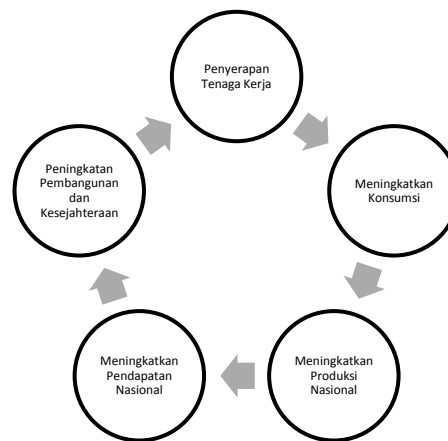 Penyerapan
Tenaga Kerja
Meningkatkan
Konsumsi
Meningkatkan
Produksi
Nasional
Meningkatkan
Pendapatan
Nasional
Peningkatan
Pembangunan
dan
Kesejahteraan